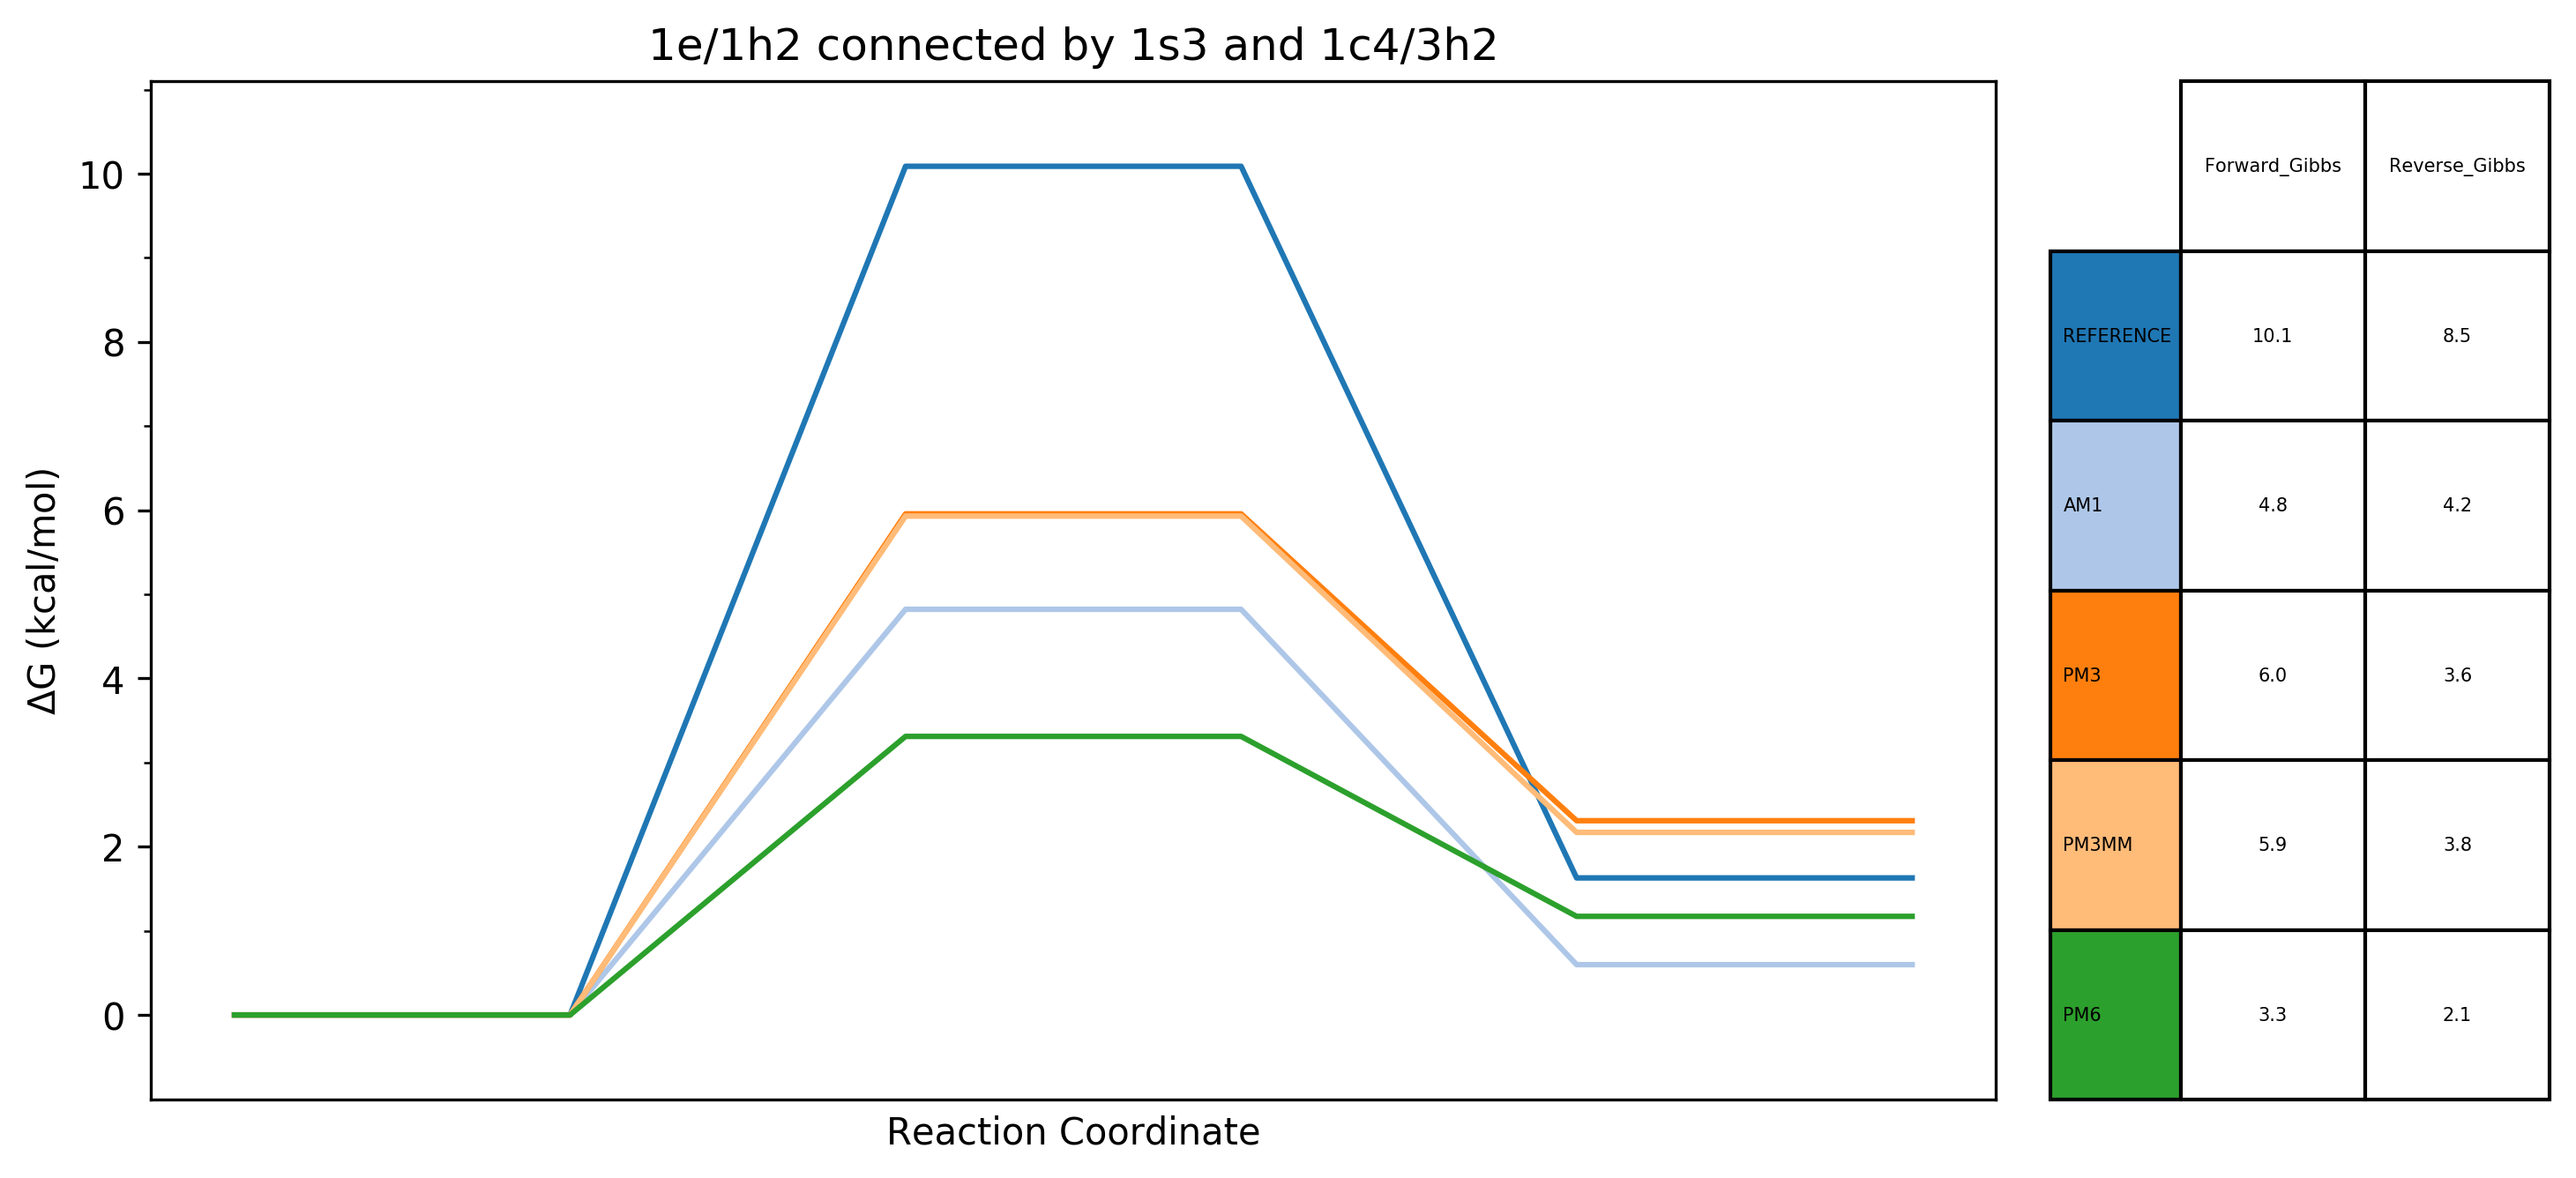 1e/1h2 connected by 1s3 and 1c4/3h2
ΔG (kcal/mol)
10
8
6
4
2
0
Reaction Coordinate
Forward_Gibbs Reverse_Gibbs
REFERENCE 10.1 8.5
AM1 4.8 4.2
PM3 6.0 3.6
PM3MM 5.9 3.8
PM6 3.3 2.1